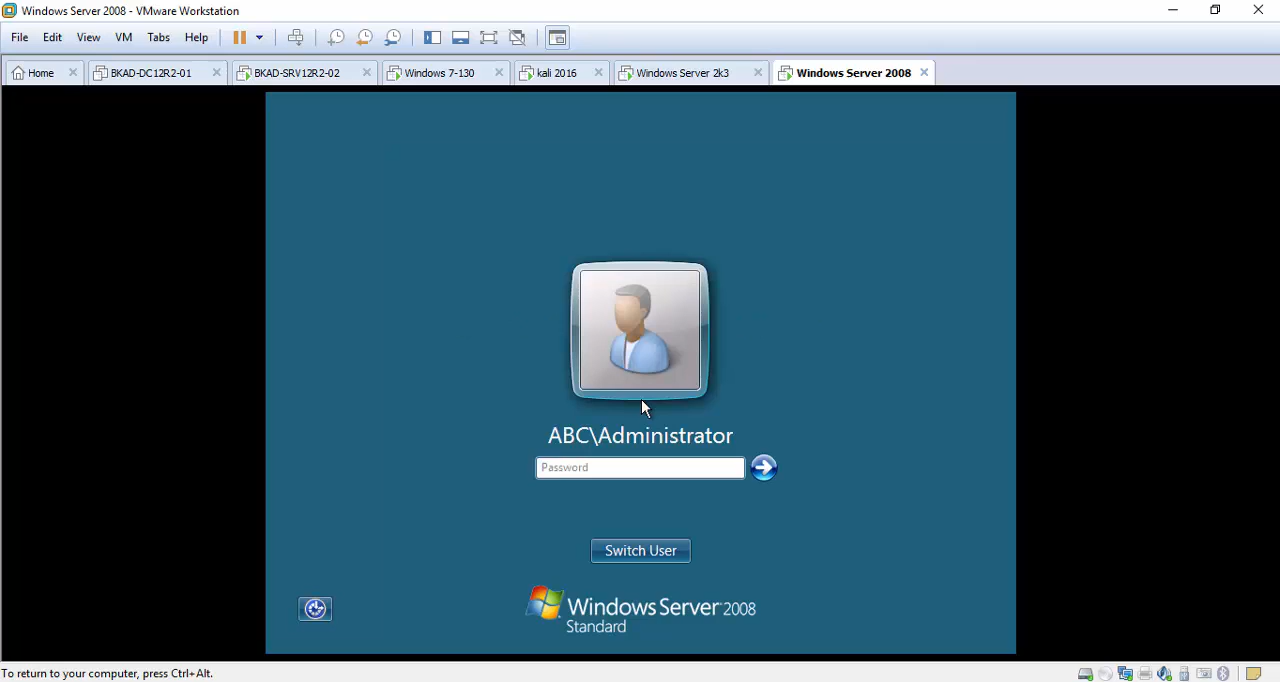 Windows Server 2008 - VMware Workstation
File Edit View VM Tabs Help
Home BKAD-DC12R2-01 BKAD-SRV12R2-02 Windows 7-130 kali 2016 Windows Server 2k3 Windows Server 2008
ABC\Administrator
Password
Switch User
Windows Server 2008
Standard
To return to your computer, press Ctrl+Alt.